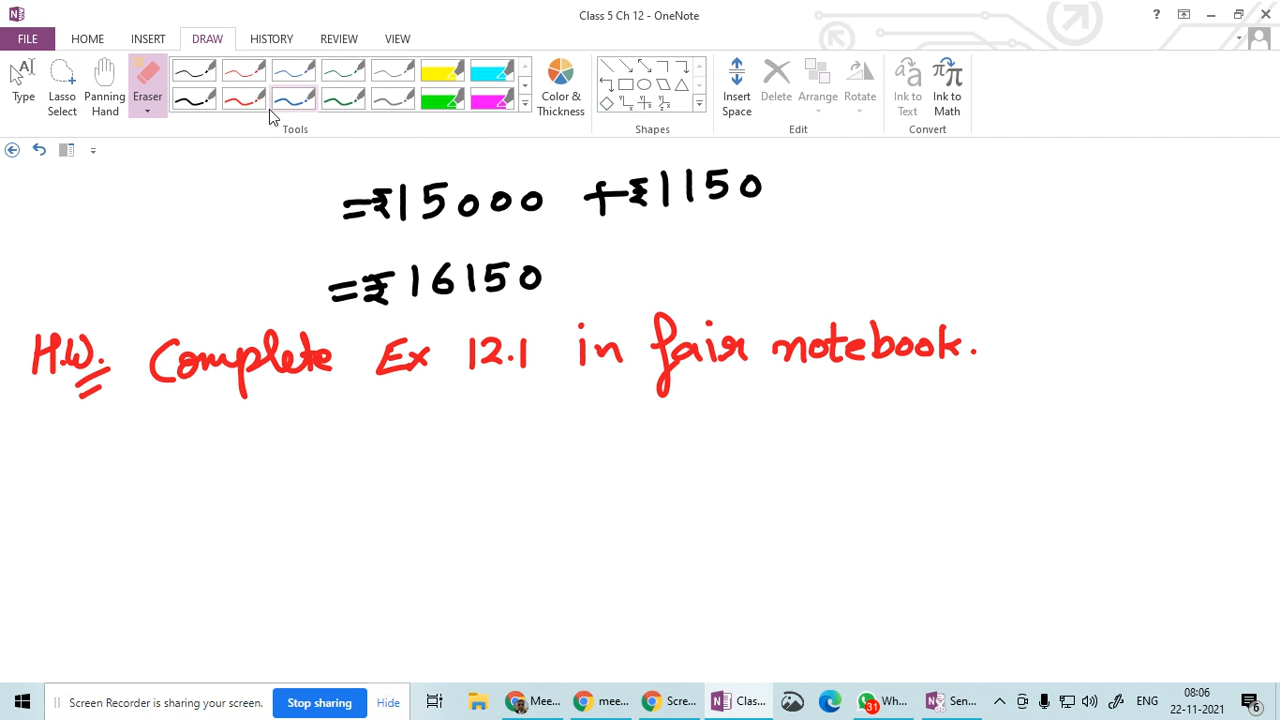 Class 5 Ch 12 - OneNote
FILE HOME INSERT DRAW HISTORY REVIEW VIEW
Type Lasso Select Panning Hand Eraser Color & Thickness Insert Space Delete Arrange Rotate Ink to Text Ink to Math
Tools Shapes Edit Convert
=₹15000 +₹1150
=₹16150
H.W. Complete Ex 12.1 in fair notebook.
Screen Recorder is sharing your screen. Stop sharing Hide Mee... mee... Scre... Clas... Wh... 31 Sen... ENG 08:06 22-11-2021 6